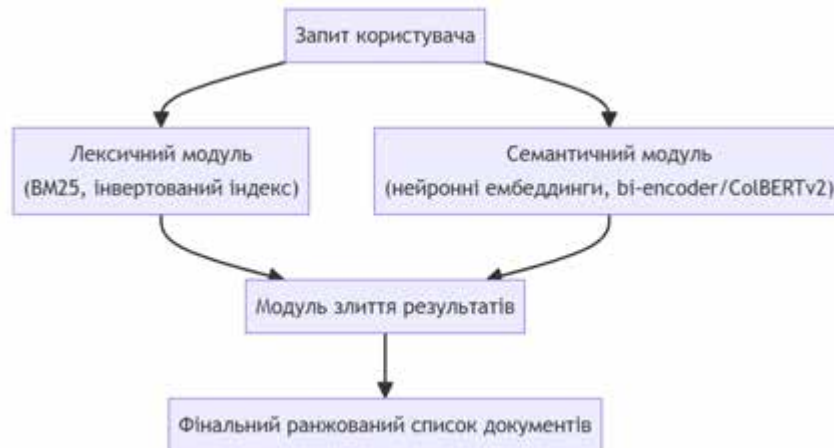 Запит користувача
Лексичний модуль
(BM25, інвертований індекс)
Семантичний модуль
(нейронні ембеддинги, bi-encoder/ColBERTv2)
Модуль злиття результатів
Фінальний ранжований список документів